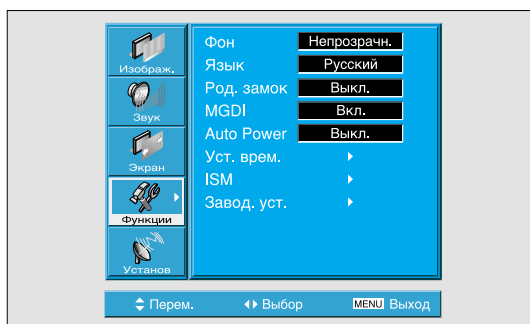 Изображ.
Звук
Экран
Функции
Установ
Фон Непрозрачн.
Язык Русский
Род. замок Выкл.
MGDI Вкл.
Auto Power Выкл.
Уст. врем.
ISM
Завод. уст.
Перем. Выбор MENU Выход